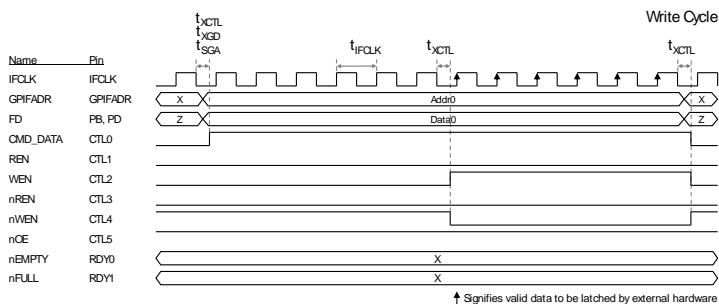 Write Cycle
tXCTL
tXGD
tSGA
tIFCLK
tXCTL
tXCTL
Name Pin
IFCLK IFCLK
GPIFADR GPIFADR X Addr0 X
FD PB, PD Z Data0 Z
CMD_DATA CTL0
REN CTL1
WEN CTL2
nREN CTL3
nWEN CTL4
nOE CTL5
nEMPTY RDY0 X
nFULL RDY1 X
Signifies valid data to be latched by external hardware